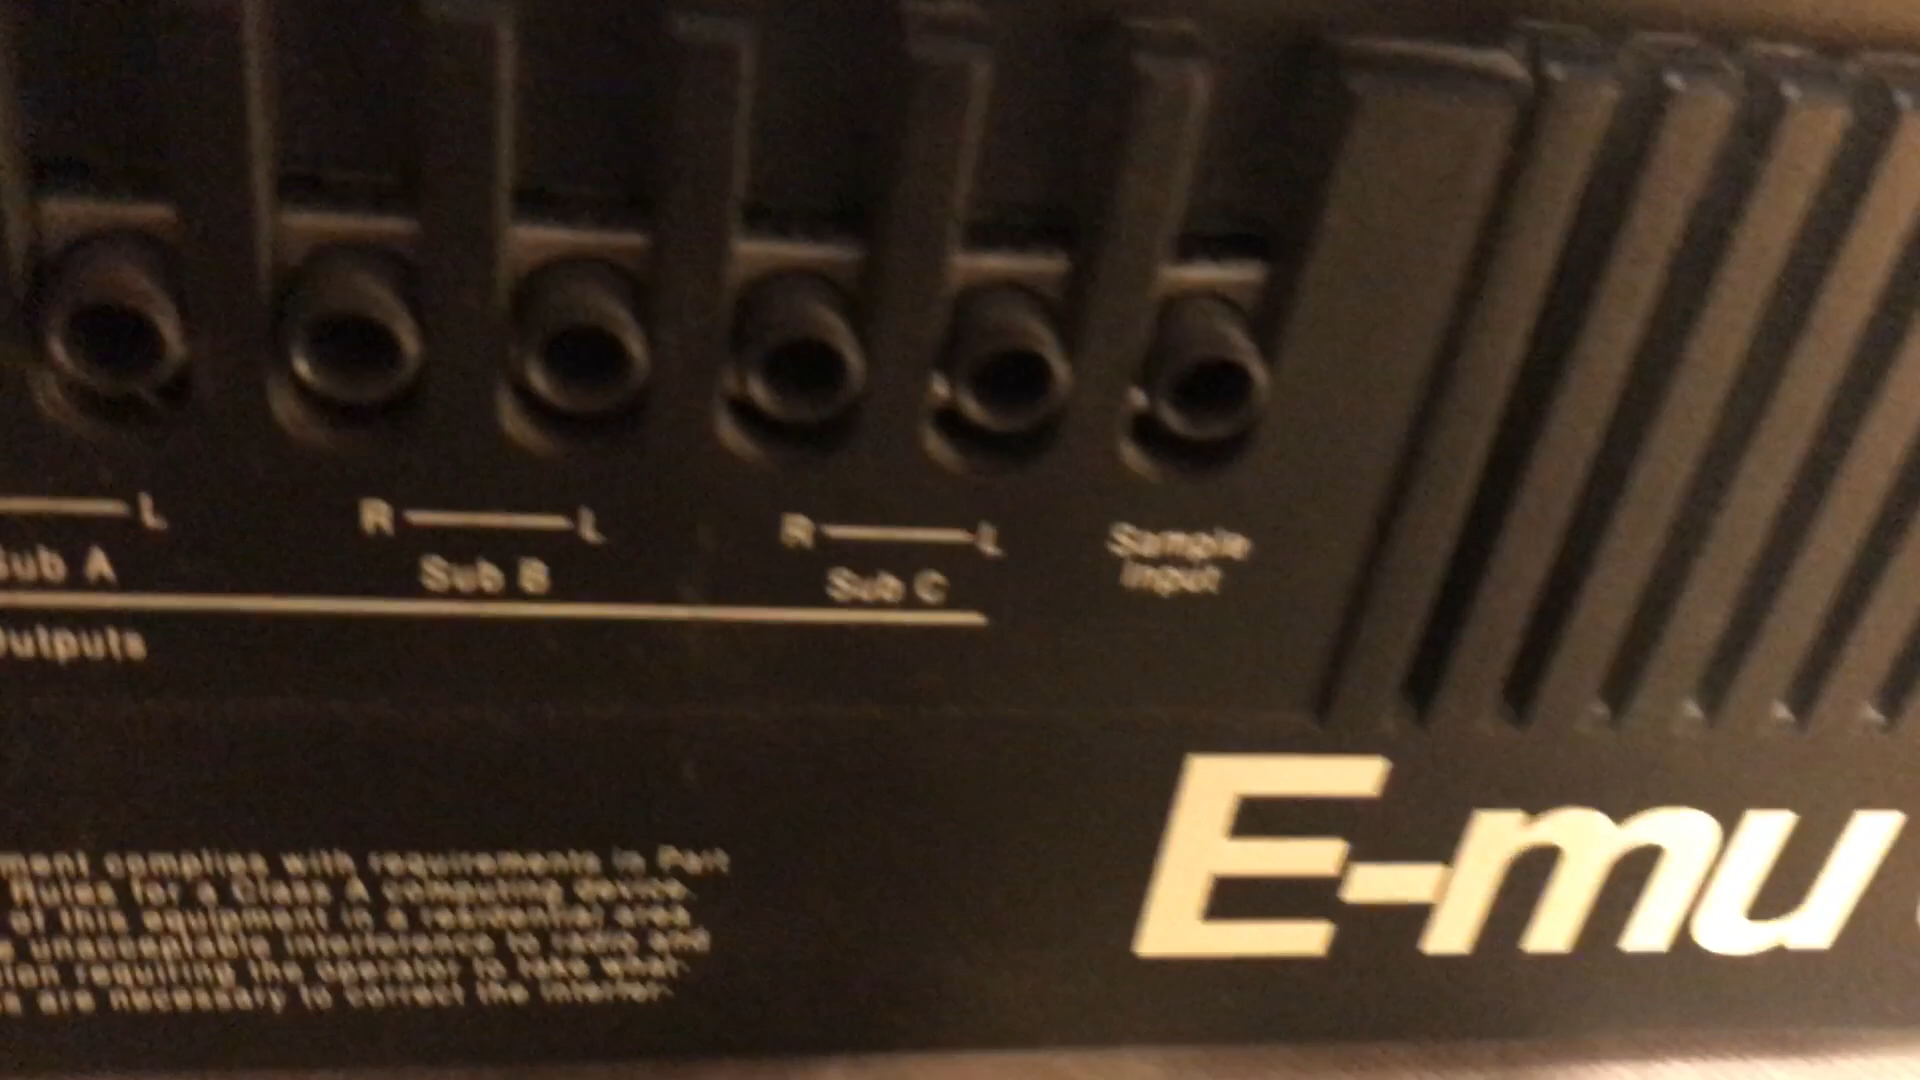 L R L R L Sample
Sub A Sub B Sub C Input
outputs
ment complies with requirements in Part
Rules for a Class A computing device.
of this equipment in a residential area
unacceptable interference to radio and
requiring the operator to take what-
are necessary to correct the interfer-
E-mu